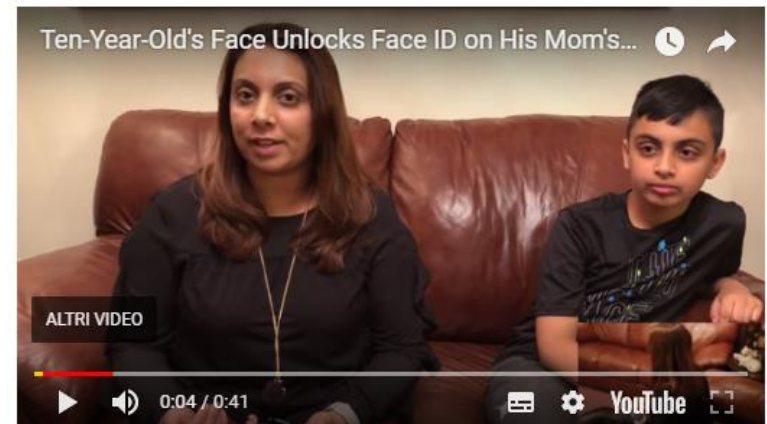 Ten-Year-Old's Face Unlocks Face ID on His Mom's...
ALTRI VIDEO
0:04 / 0:41
YouTube